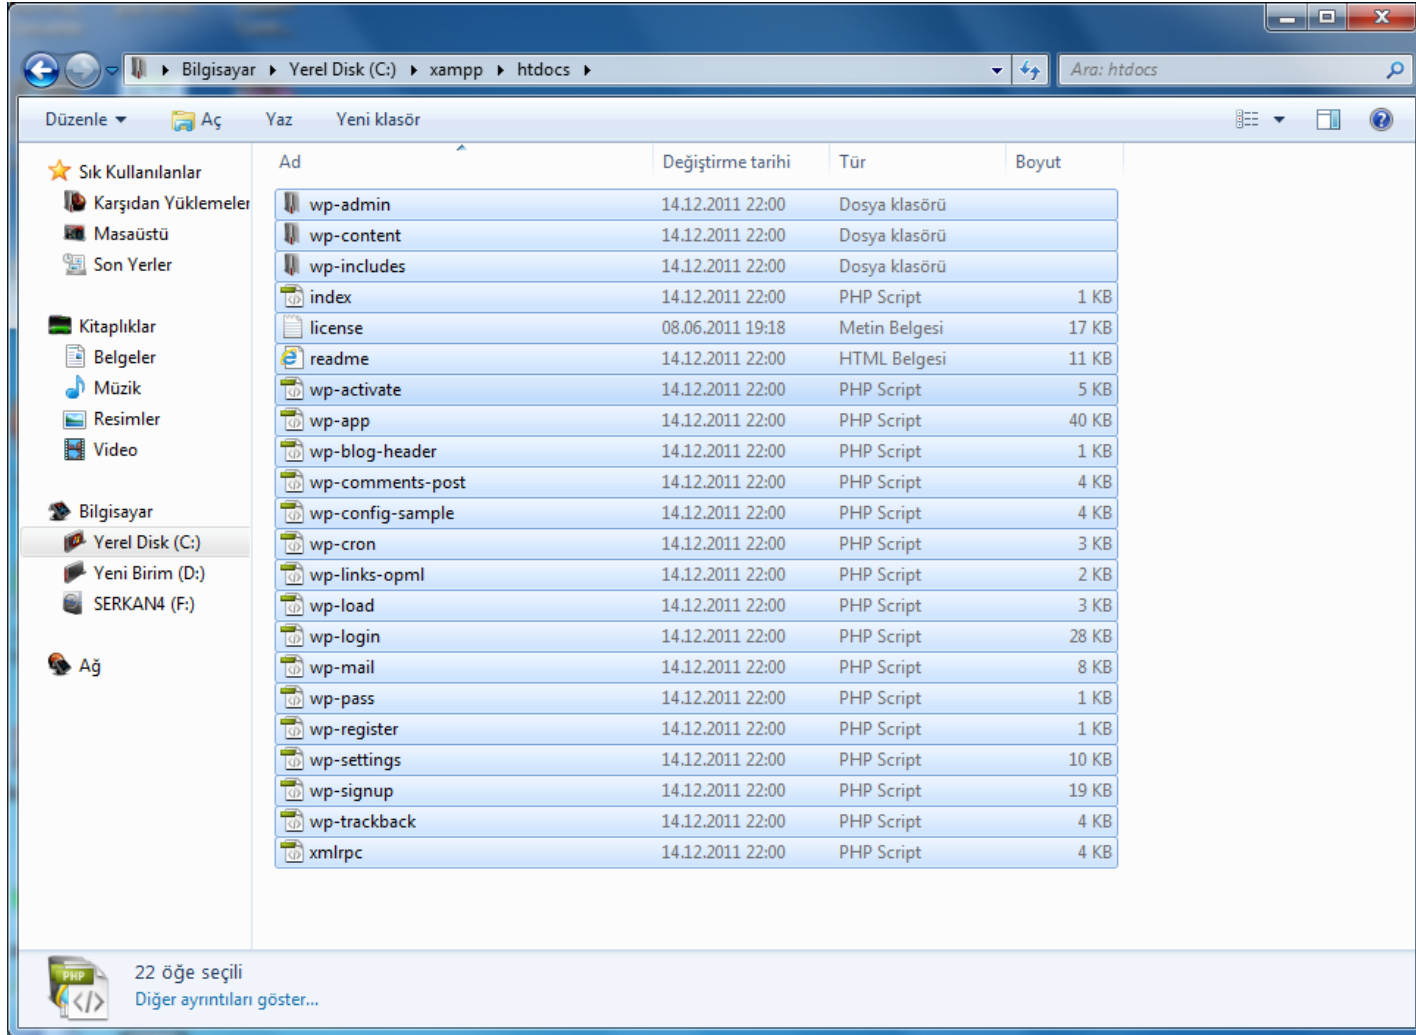 Bilgisayar Yerel Disk (C:) xampp htdocs Ara: htdocs
Düzenle Aç Yaz Yeni klasör
Sık Kullanılanlar
Karşıdan Yüklemeler
Masaüstü
Son Yerler
Kitaplıklar
Belgeler
Müzik
Resimler
Video
Bilgisayar
Yerel Disk (C:)
Yeni Birim (D:)
SERKAN4 (F:)
Ağ
Ad Değiştirme tarihi Tür Boyut
wp-admin 14.12.2011 22:00 Dosya klasörü
wp-content 14.12.2011 22:00 Dosya klasörü
wp-includes 14.12.2011 22:00 Dosya klasörü
index 14.12.2011 22:00 PHP Script 1 KB
license 08.06.2011 19:18 Metin Belgesi 17 KB
readme 14.12.2011 22:00 HTML Belgesi 11 KB
wp-activate 14.12.2011 22:00 PHP Script 5 KB
wp-app 14.12.2011 22:00 PHP Script 40 KB
wp-blog-header 14.12.2011 22:00 PHP Script 1 KB
wp-comments-post 14.12.2011 22:00 PHP Script 4 KB
wp-config-sample 14.12.2011 22:00 PHP Script 4 KB
wp-cron 14.12.2011 22:00 PHP Script 3 KB
wp-links-opml 14.12.2011 22:00 PHP Script 2 KB
wp-load 14.12.2011 22:00 PHP Script 3 KB
wp-login 14.12.2011 22:00 PHP Script 28 KB
wp-mail 14.12.2011 22:00 PHP Script 8 KB
wp-pass 14.12.2011 22:00 PHP Script 1 KB
wp-register 14.12.2011 22:00 PHP Script 1 KB
wp-settings 14.12.2011 22:00 PHP Script 10 KB
wp-signup 14.12.2011 22:00 PHP Script 19 KB
wp-trackback 14.12.2011 22:00 PHP Script 4 KB
xmlrpc 14.12.2011 22:00 PHP Script 4 KB
PHP
22 öğe seçili
Diğer ayrıntıları göster...